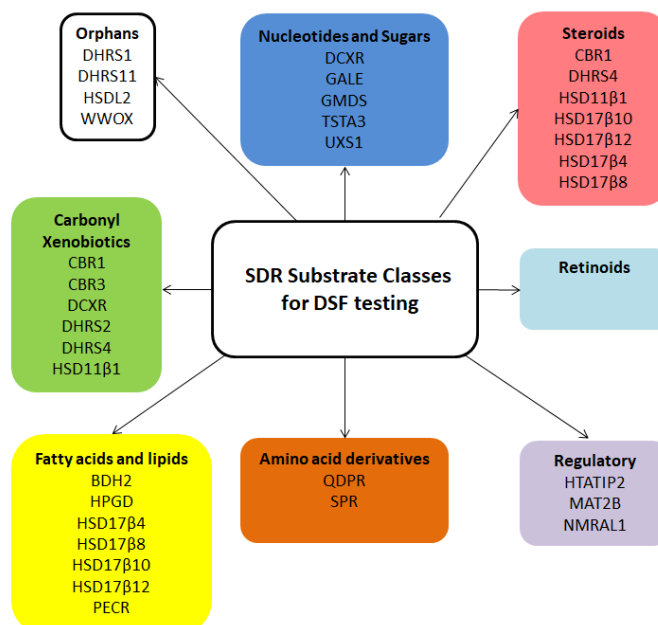 Orphans
DHRS1
DHRS11
HSDL2
WWOX
Nucleotides and Sugars
DCXR
GALE
GMDS
TSTA3
UXS1
Steroids
CBR1
DHRS4
HSD11β1
HSD17β10
HSD17β12
HSD17β4
HSD17β8
Carbonyl
Xenobiotics
CBR1
CBR3
DCXR
DHRS2
DHRS4
HSD11β1
SDR Substrate Classes
for DSF testing
Retinoids
Fatty acids and lipids
BDH2
HPGD
HSD17β4
HSD17β8
HSD17β10
HSD17β12
PECR
Amino acid derivatives
QDPR
SPR
Regulatory
HTATIP2
MAT2B
NMRAL1